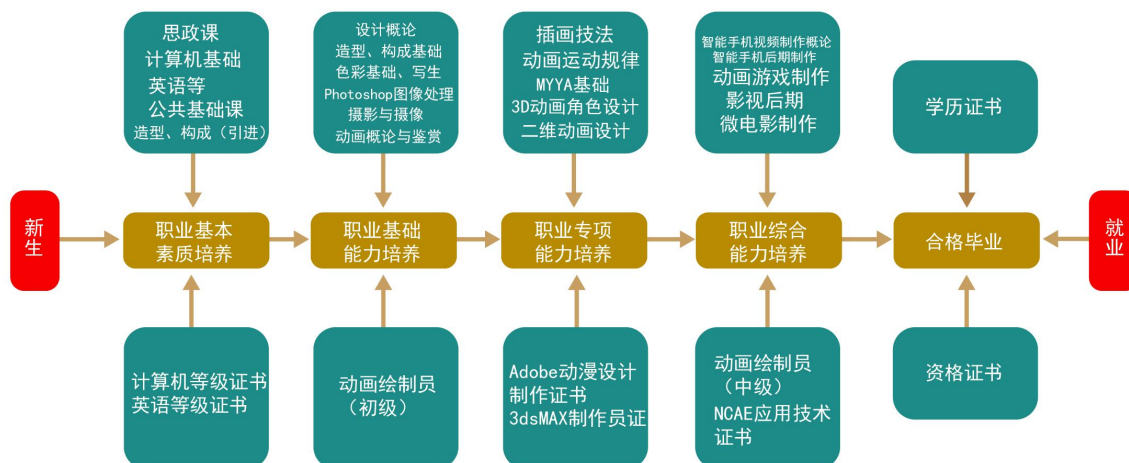 思政课
计算机基础
英语等
公共基础课
造型、构成（引进）
设计概论
造型、构成基础
色彩基础、写生
Photoshop图像处理
摄影与摄像
动画概论与鉴赏
插画技法
动画运动规律
MYYA基础
3D动画角色设计
二维动画设计
智能手机视频制作概论
智能手机后期制作
动画游戏制作
影视后期
微电影制作
学历证书
新生
职业基本
素质培养
职业基础
能力培养
职业专项
能力培养
职业综合
能力培养
合格毕业
就业
计算机等级证书
英语等级证书
动画绘制员
（初级）
Adobe动漫设计
制作证书
3dsMAX制作员证
动画绘制员
（中级）
NCAE应用技术
证书
资格证书